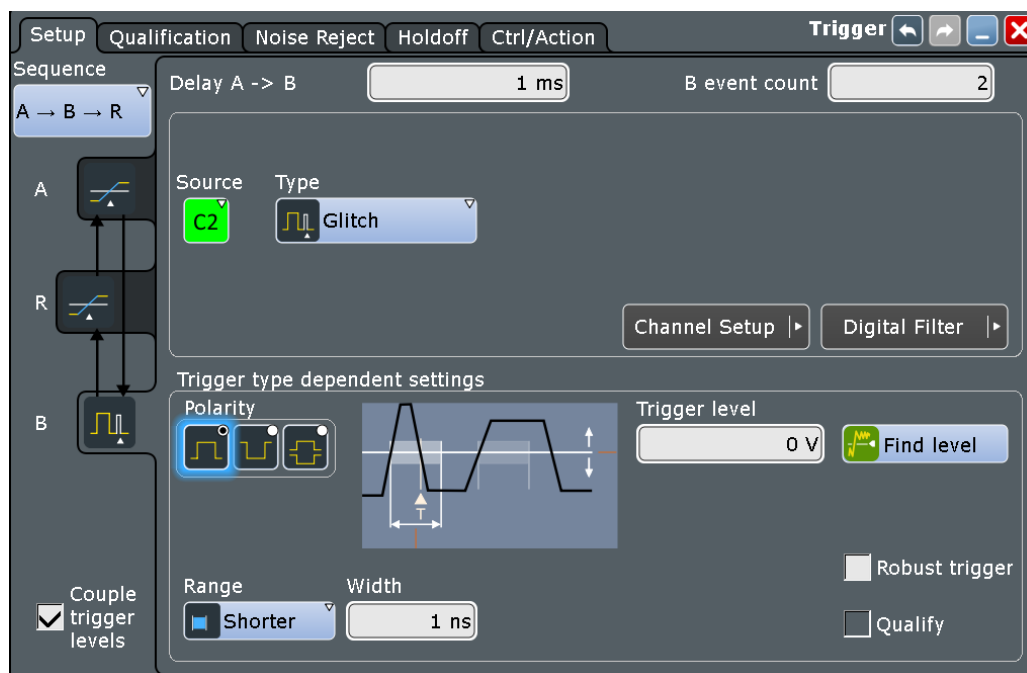 Setup Qualification Noise Reject Holdoff Ctrl/Action Trigger
Sequence
A → B → R
Delay A -> B 1 ms B event count 2
A
Source Type
C2 Glitch
R
Channel Setup Digital Filter
Trigger type dependent settings
B
Polarity
Trigger level
0 V Find level
T
Robust trigger
Couple
trigger
levels
Range Width
Shorter 1 ns
Qualify